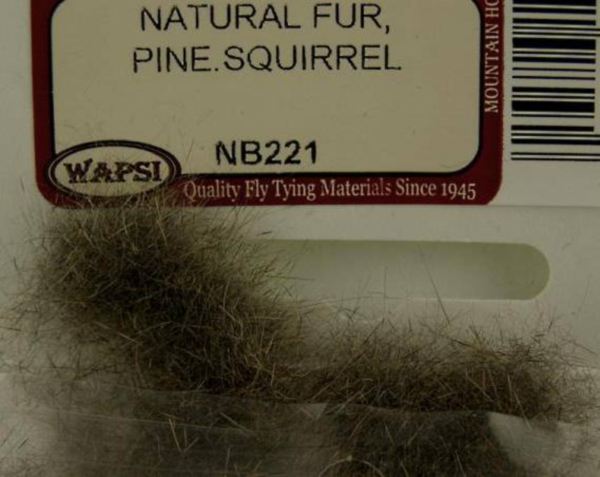 NATURAL FUR,
PINE.SQUIRREL
NB221
WAPSI
Quality Fly Tying Materials Since 1945
MOUNTAIN